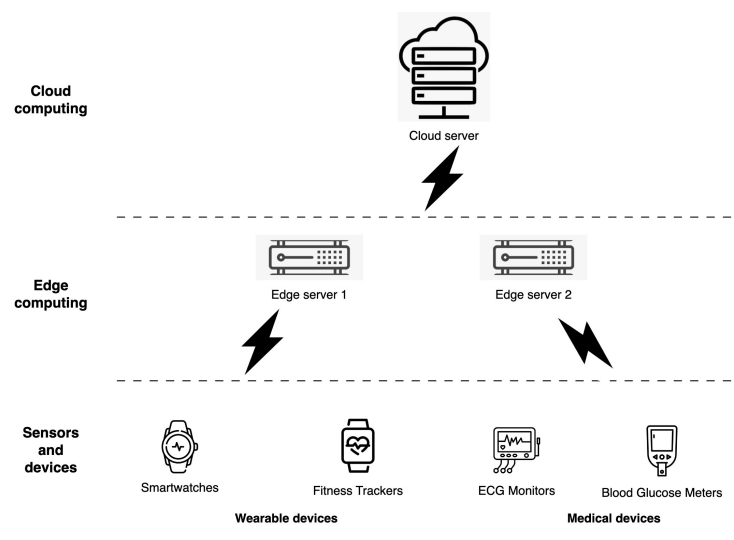 Cloud
computing
Cloud server
Edge
computing
Edge server 1
Edge server 2
Sensors
and
devices
Smartwatches
Fitness Trackers
ECG Monitors
Blood Glucose Meters
Wearable devices
Medical devices